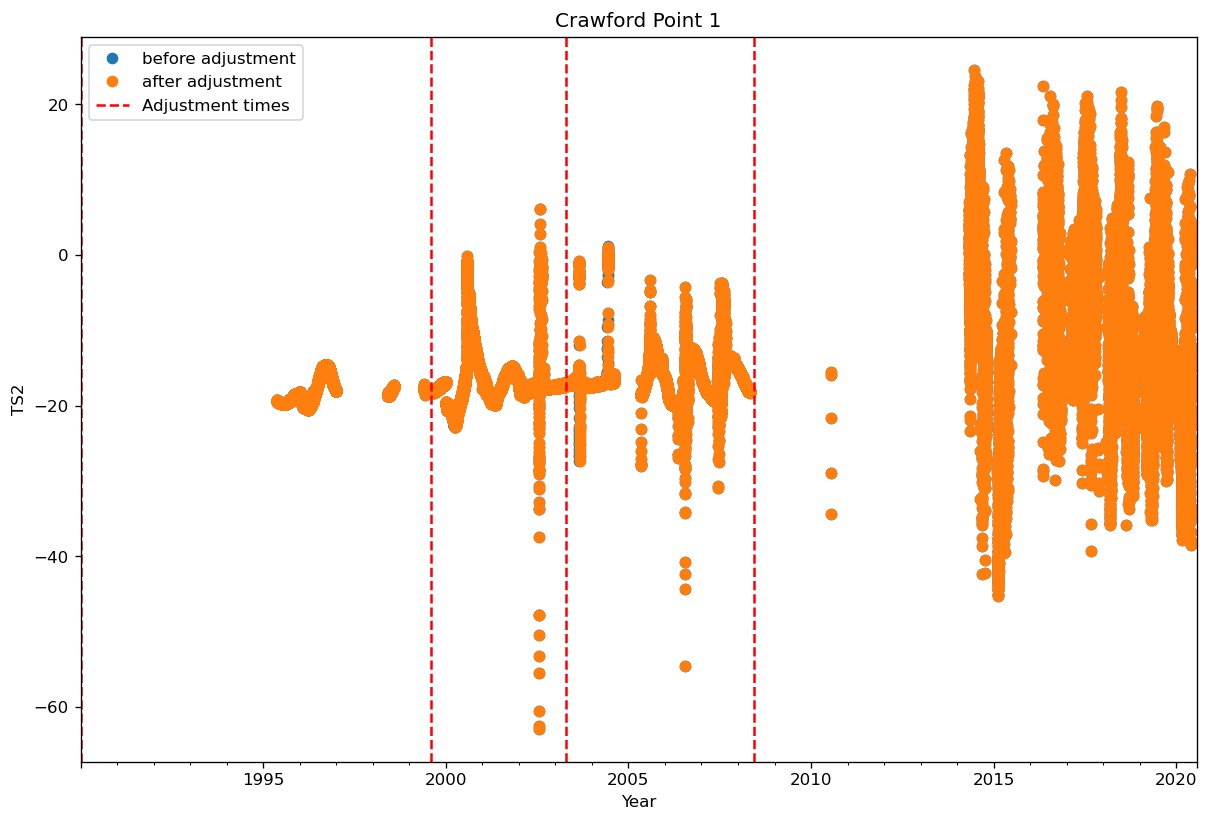 Crawford Point 1
before adjustment
after adjustment
Adjustment times
TS2
20
0
−20
−40
−60
1995
2000
2005
2010
2015
2020
Year